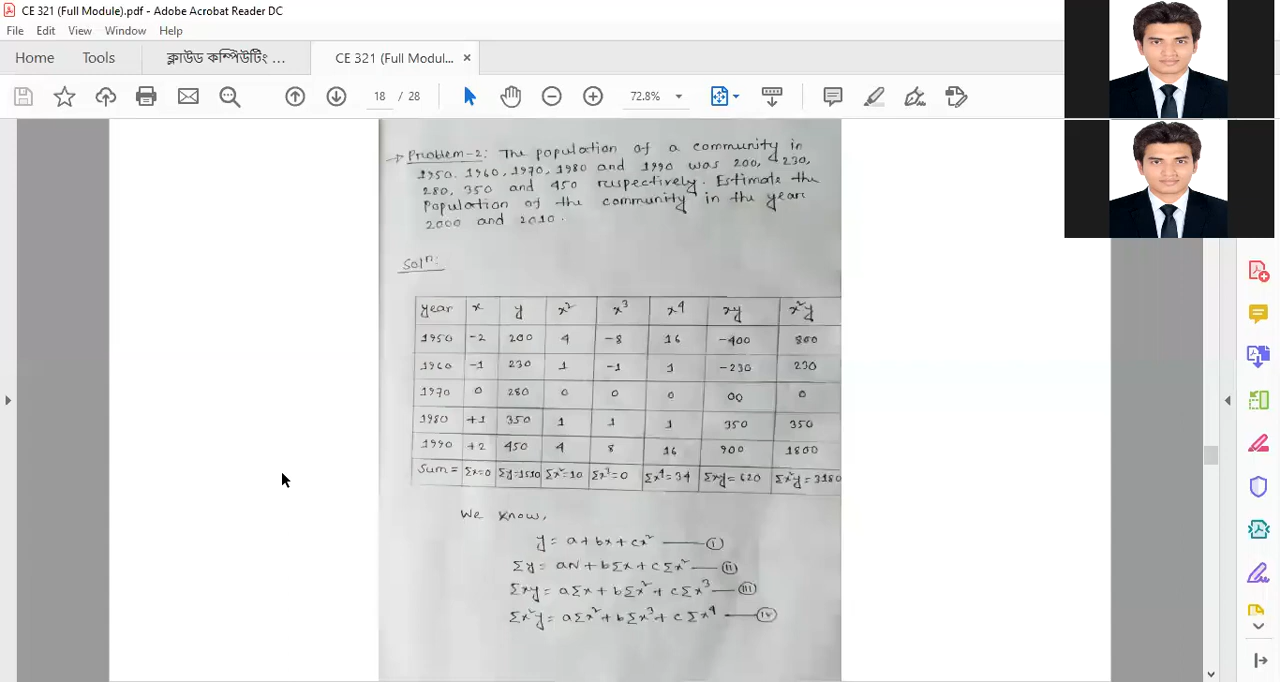 CE 321 (Full Module).pdf - Adobe Acrobat Reader DC
File Edit View Window Help
Home Tools ক্লাউড কম্পিউটিং ... CE 321 (Full Modul... ×
18 / 28 72.8%
Problem-2: The population of a community in
1950, 1960, 1970, 1980 and 1990 was 200, 230,
280, 350 and 450 respectively. Estimate the
Population of the community in the year
2000 and 2010.
Solⁿ:
year x y x² x³ x⁴ xy x²y
1950 -2 200 4 -8 16 -400 800
1960 -1 230 1 -1 1 -230 230
1970 0 280 0 0 0 00 0
1980 +1 350 1 1 1 350 350
1990 +2 450 4 8 16 900 1800
Sum = Σx=0 Σy=1510 Σx²=10 Σx³=0 Σx⁴=34 Σxy=620 Σx²y=3180
We know,
y = a + bx + cx² — (i)
Σy = aN + bΣx + cΣx² — (ii)
Σxy = aΣx + bΣx² + cΣx³ — (iii)
Σx²y = aΣx² + bΣx³ + cΣx⁴ — (iv)